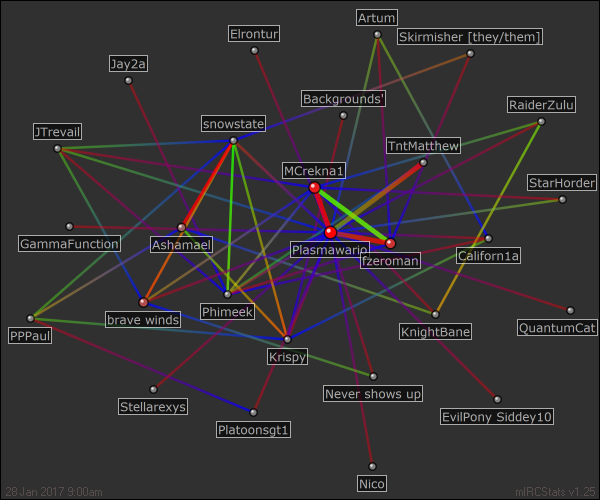 Artum
Elrontur
Skirmisher [they/them]
Jay2a
Backgrounds'
RaiderZulu
snowstate
JTrevail
TntMatthew
MCrekna1
StarHorder
GammaFunction
Ashamael
Plasmawario
fzeroman
Californ1a
Phimeek
brave winds
QuantumCat
KnightBane
PPPaul
Krispy
Never shows up
Stellarexys
Platoonsgt1
EvilPony Siddey10
Nico
28 Jan 2017 9:00am
mIRCStats v1.25